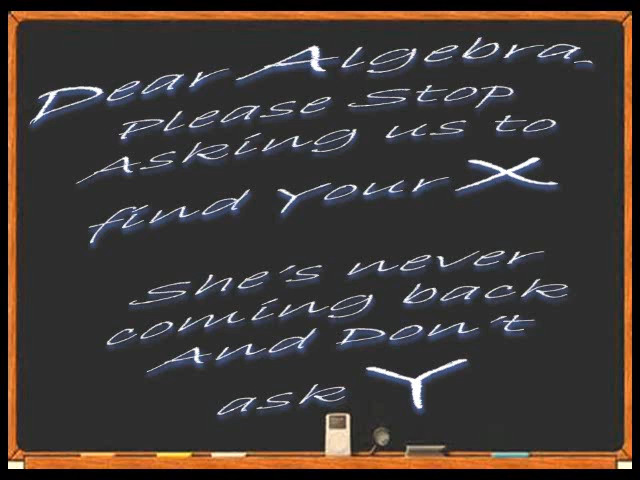 Dear Algebra.
Please Stop
Asking us to
find Your X
She's never
coming back
And Don't
ask Y